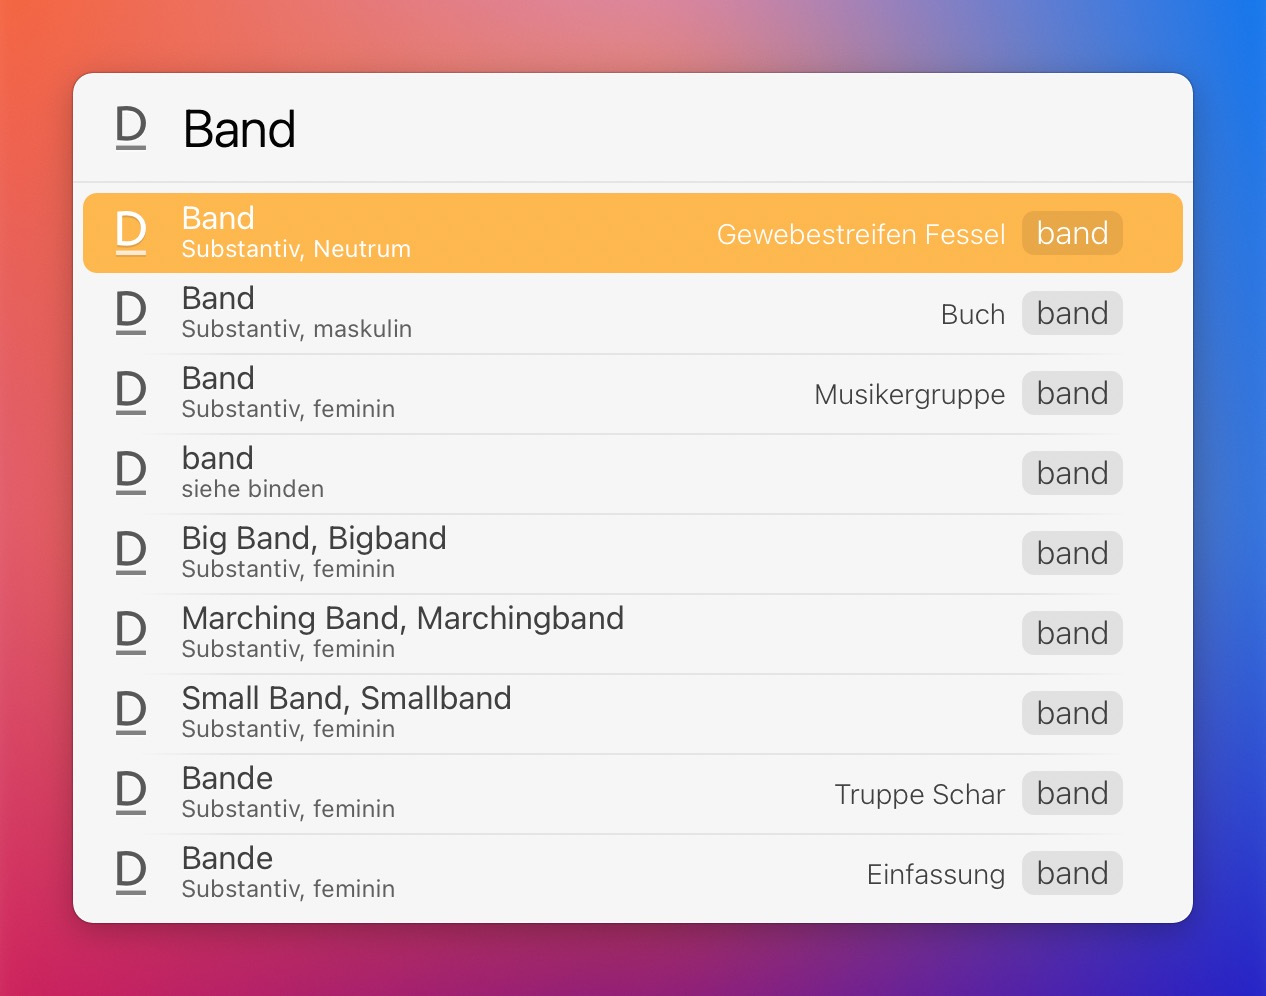 D Band
D Band Gewebestreifen Fessel band
Substantiv, Neutrum
D Band Buch band
Substantiv, maskulin
D Band Musikergruppe band
Substantiv, feminin
D band band
siehe binden
D Big Band, Bigband band
Substantiv, feminin
D Marching Band, Marchingband band
Substantiv, feminin
D Small Band, Smallband band
Substantiv, feminin
D Bande Truppe Schar band
Substantiv, feminin
D Bande Einfassung band
Substantiv, feminin